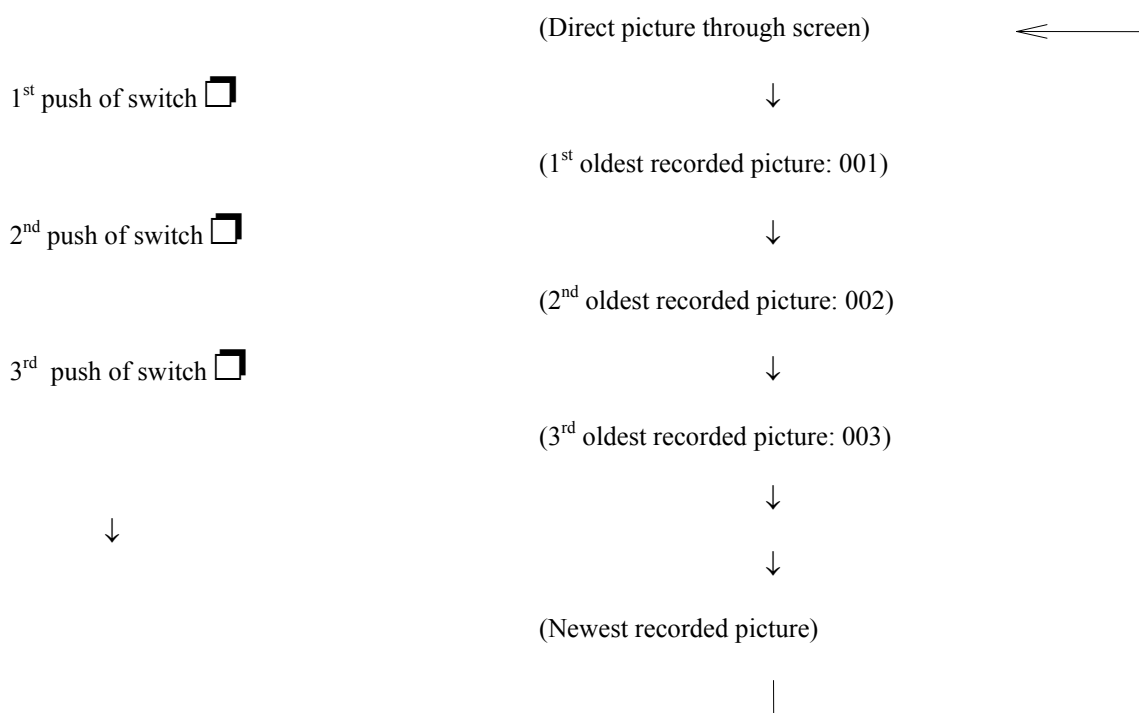 (Direct picture through screen)
1st push of switch ❒
↓
(1st oldest recorded picture: 001)
2nd push of switch ❒
↓
(2nd oldest recorded picture: 002)
3rd push of switch ❒
↓
(3rd oldest recorded picture: 003)
↓
↓
↓
(Newest recorded picture)